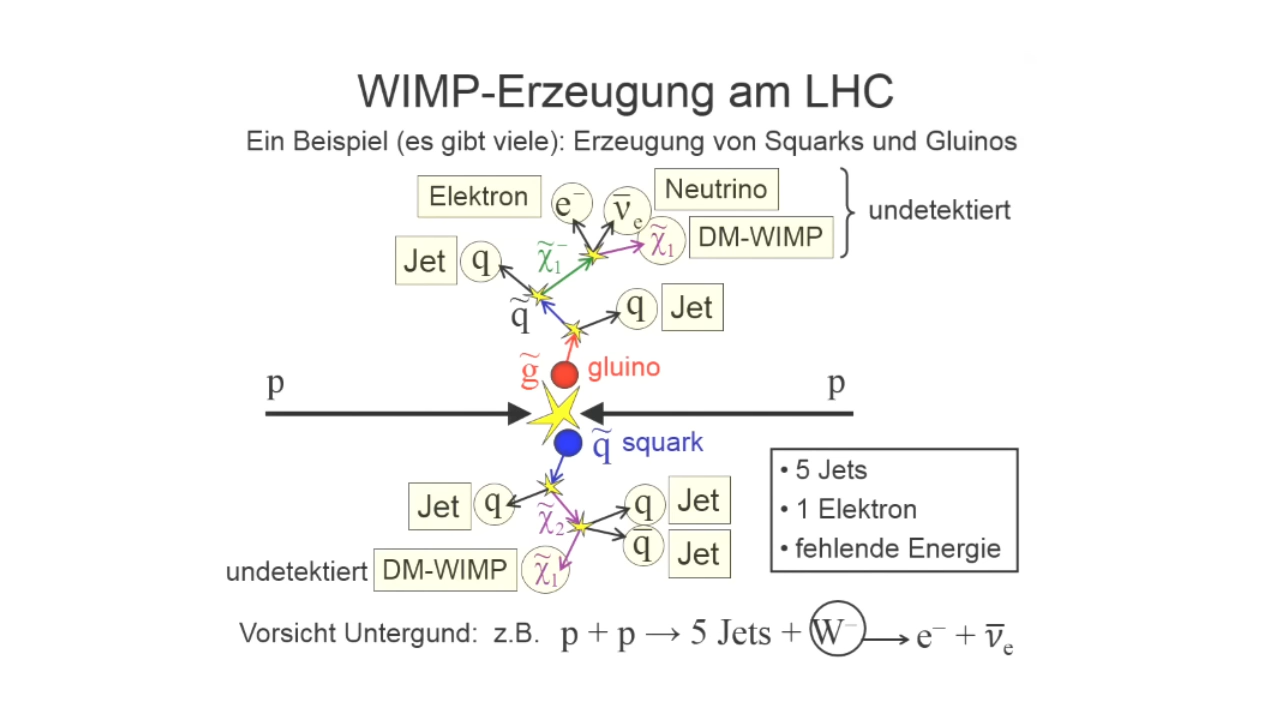 WIMP-Erzeugung am LHC
Ein Beispiel (es gibt viele): Erzeugung von Squarks und Gluinos
Elektron e⁻ ν̅ₑ Neutrino
χ̃₁ DM-WIMP
undetektiert
Jet q χ̃₁⁻
q̃ q Jet
g̃ gluino
p p
q̃ squark
Jet q χ̃₂ q Jet
q̅ Jet
undetektiert DM-WIMP χ̃₁
• 5 Jets
• 1 Elektron
• fehlende Energie
Vorsicht Untergund: z.B. p + p → 5 Jets + W⁻ → e⁻ + ν̅ₑ